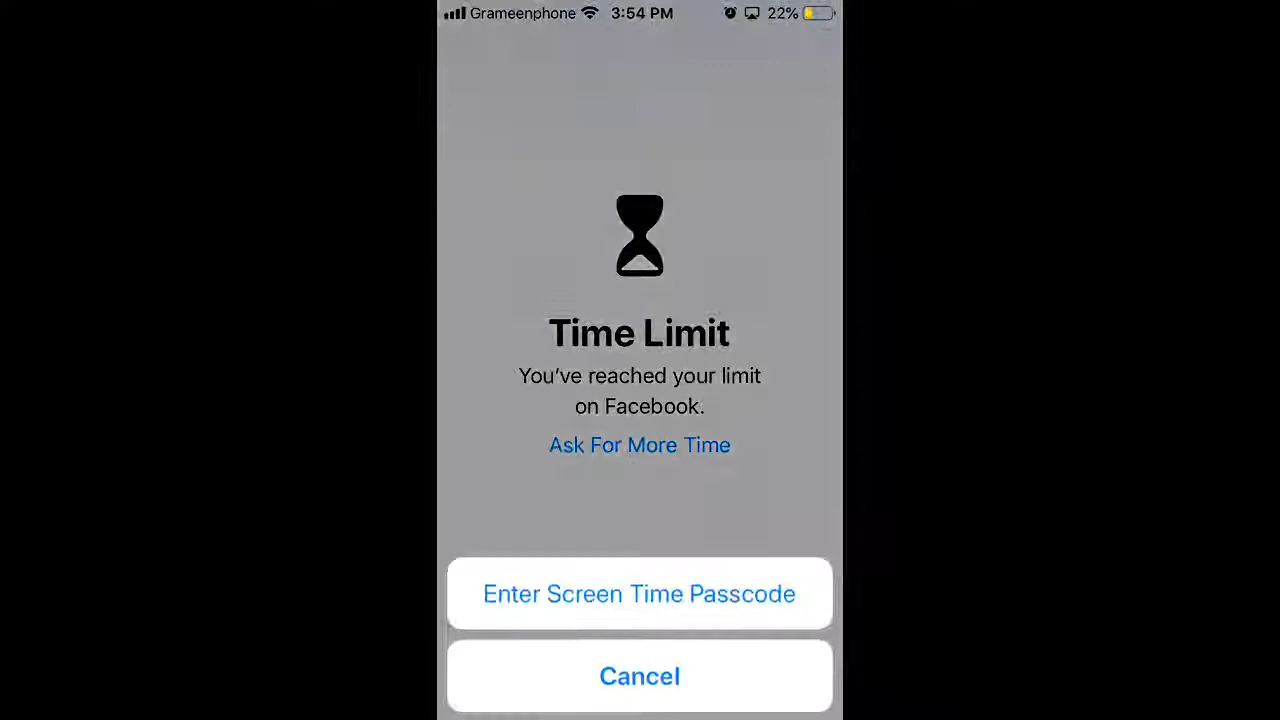 Grameenphone 3:54 PM 22%
Time Limit
You've reached your limit
on Facebook.
Ask For More Time
Enter Screen Time Passcode
Cancel